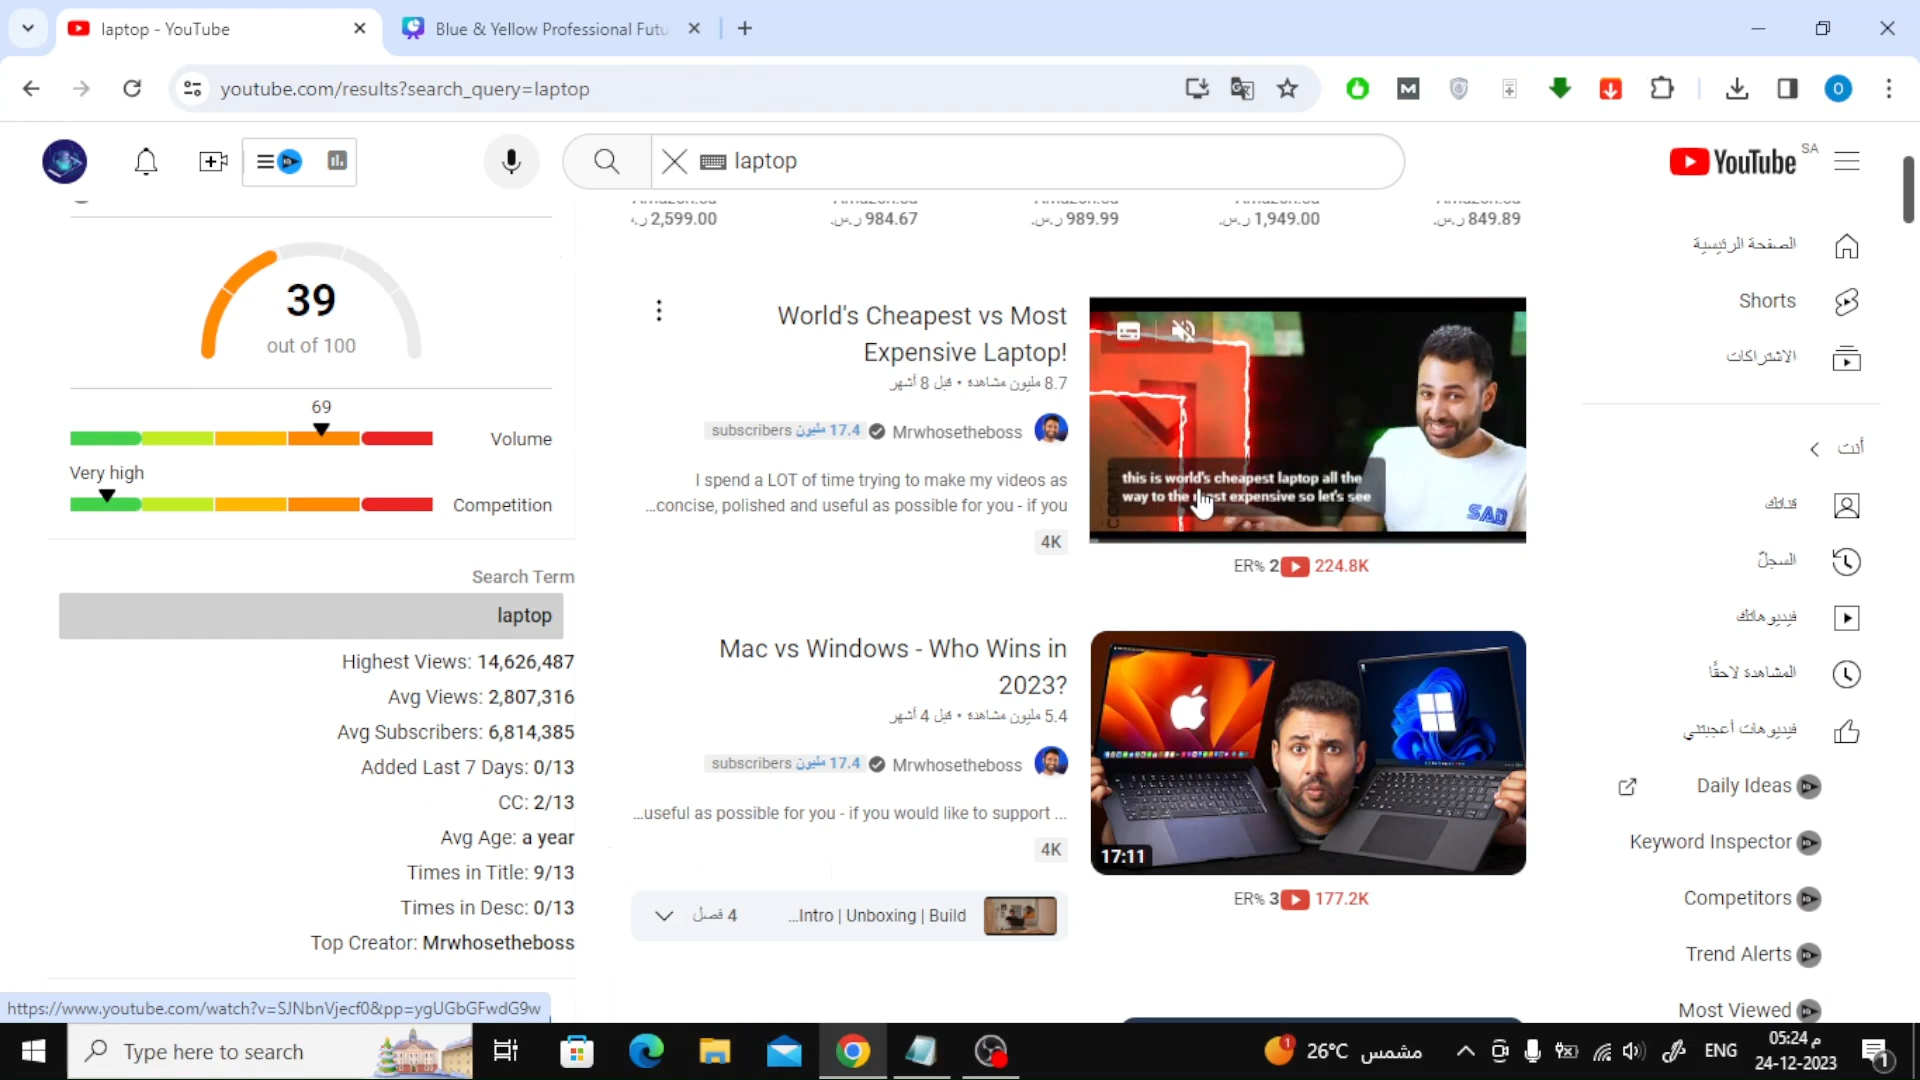 laptop - YouTube
Blue & Yellow Professional Futu
youtube.com/results?search_query=laptop
laptop
YouTube SA
2,599.00 ر.س.
984.67 ر.س.
989.99 ر.س.
1,949.00 ر.س.
849.89 ر.س.
39
out of 100
69
Volume
Very high
Competition
Search Term
laptop
Highest Views: 14,626,487
Avg Views: 2,807,316
Avg Subscribers: 6,814,385
Added Last 7 Days: 0/13
CC: 2/13
Avg Age: a year
Times in Title: 9/13
Times in Desc: 0/13
Top Creator: Mrwhosetheboss
https://www.youtube.com/watch?v=SJNbnVjecf0&pp=ygUGbGFwdG9w
World's Cheapest vs Most
Expensive Laptop!
8.7 مليون مشاهدة • قبل 8 أشهر
Mrwhosetheboss
17.4 مليون subscribers
I spend a LOT of time trying to make my videos as
...concise, polished and useful as possible for you - if you
4K
this is world's cheapest laptop all the
way to the most expensive so let's see
SAD
ER% 2 224.8K
Mac vs Windows - Who Wins in
2023?
5.4 مليون مشاهدة • قبل 4 أشهر
Mrwhosetheboss
17.4 مليون subscribers
...useful as possible for you - if you would like to support ...
4K
4 فصل
...Intro | Unboxing | Build
17:11
ER% 3 177.2K
الصفحة الرئيسية
Shorts
الاشتراكات
أنت
قناتك
السجلّ
فيديوهاتك
المشاهدة لاحقًا
فيديوهات أعجبتني
Daily Ideas
Keyword Inspector
Competitors
Trend Alerts
Most Viewed
Type here to search
26°C مشمس
ENG
05:24 م
24-12-2023